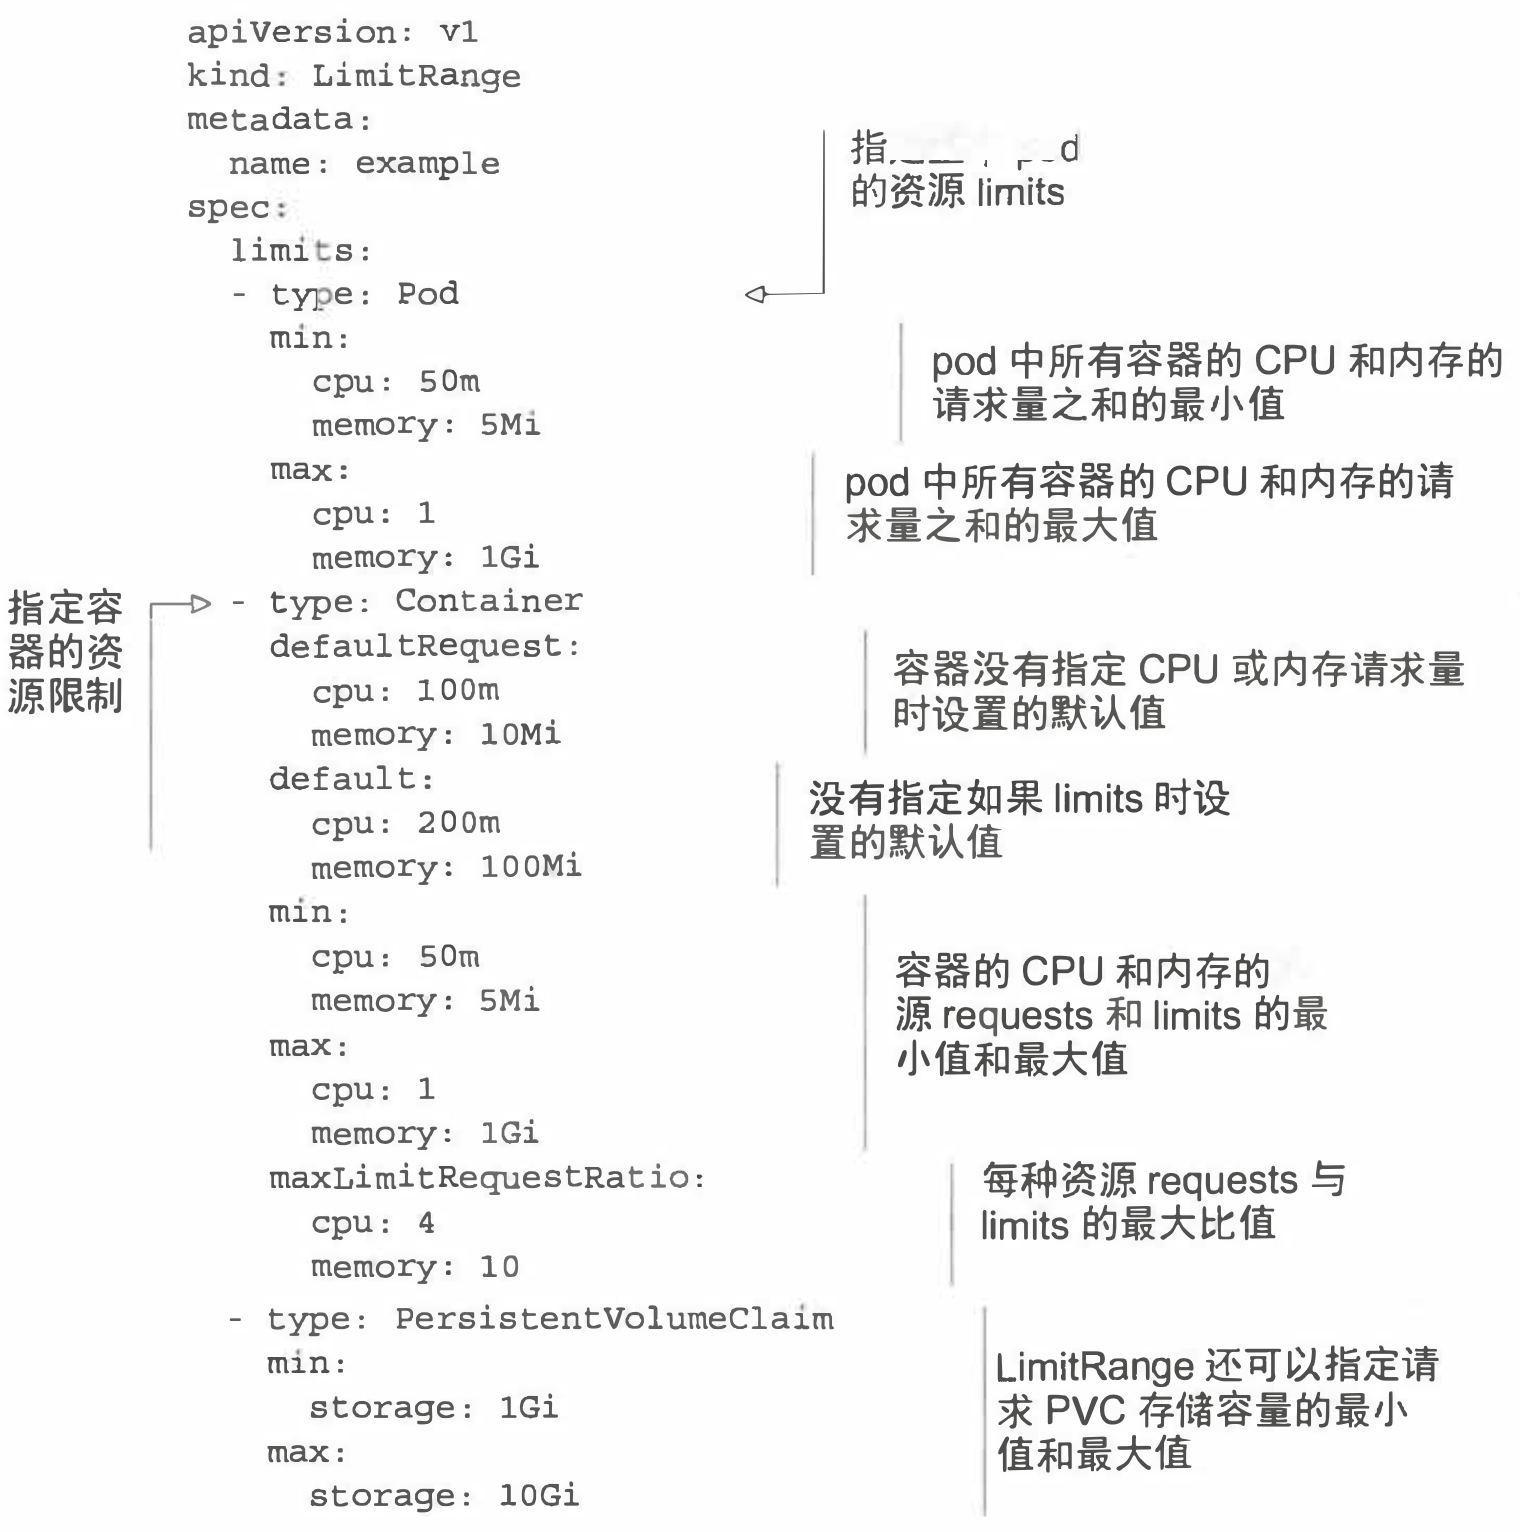 apiVersion: v1
kind: LimitRange
metadata:
name: example
spec:
limits:
- type: Pod
指
的资源 limits
min:
cpu: 50m
memory: 5Mi
pod 中所有容器的 CPU 和内存的
请求量之和的最小值
max:
cpu: 1
memory: 1Gi
pod 中所有容器的 CPU 和内存的请
求量之和的最大值
指定容
器的资
源限制
- type: Container
defaultRequest:
cpu: 100m
memory: 10Mi
容器没有指定 CPU 或内存请求量
时设置的默认值
default:
cpu: 200m
memory: 100Mi
没有指定如果 limits 时设
置的默认值
min:
cpu: 50m
memory: 5Mi
max:
cpu: 1
memory: 1Gi
容器的 CPU 和内存的
源 requests 和 limits 的最
小值和最大值
maxLimitRequestRatio:
cpu: 4
memory: 10
每种资源 requests 与
limits 的最大比值
- type: PersistentVolumeClaim
min:
storage: 1Gi
max:
storage: 10Gi
LimitRange 还可以指定请
求 PVC 存储容量的最小
值和最大值